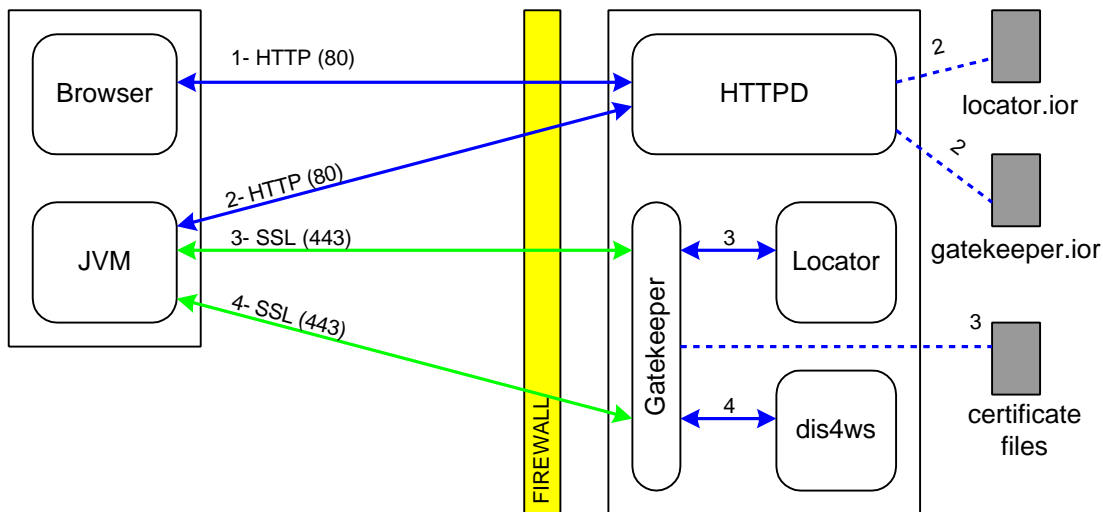 1- HTTP (80)
Browser
HTTPD
2
locator.ior
2- HTTP (80)
2
gatekeeper.ior
3- SSL (443)
JVM
3
Locator
4- SSL (443)
Gatekeeper
3
certificate
files
4
dis4ws
FIREWALL